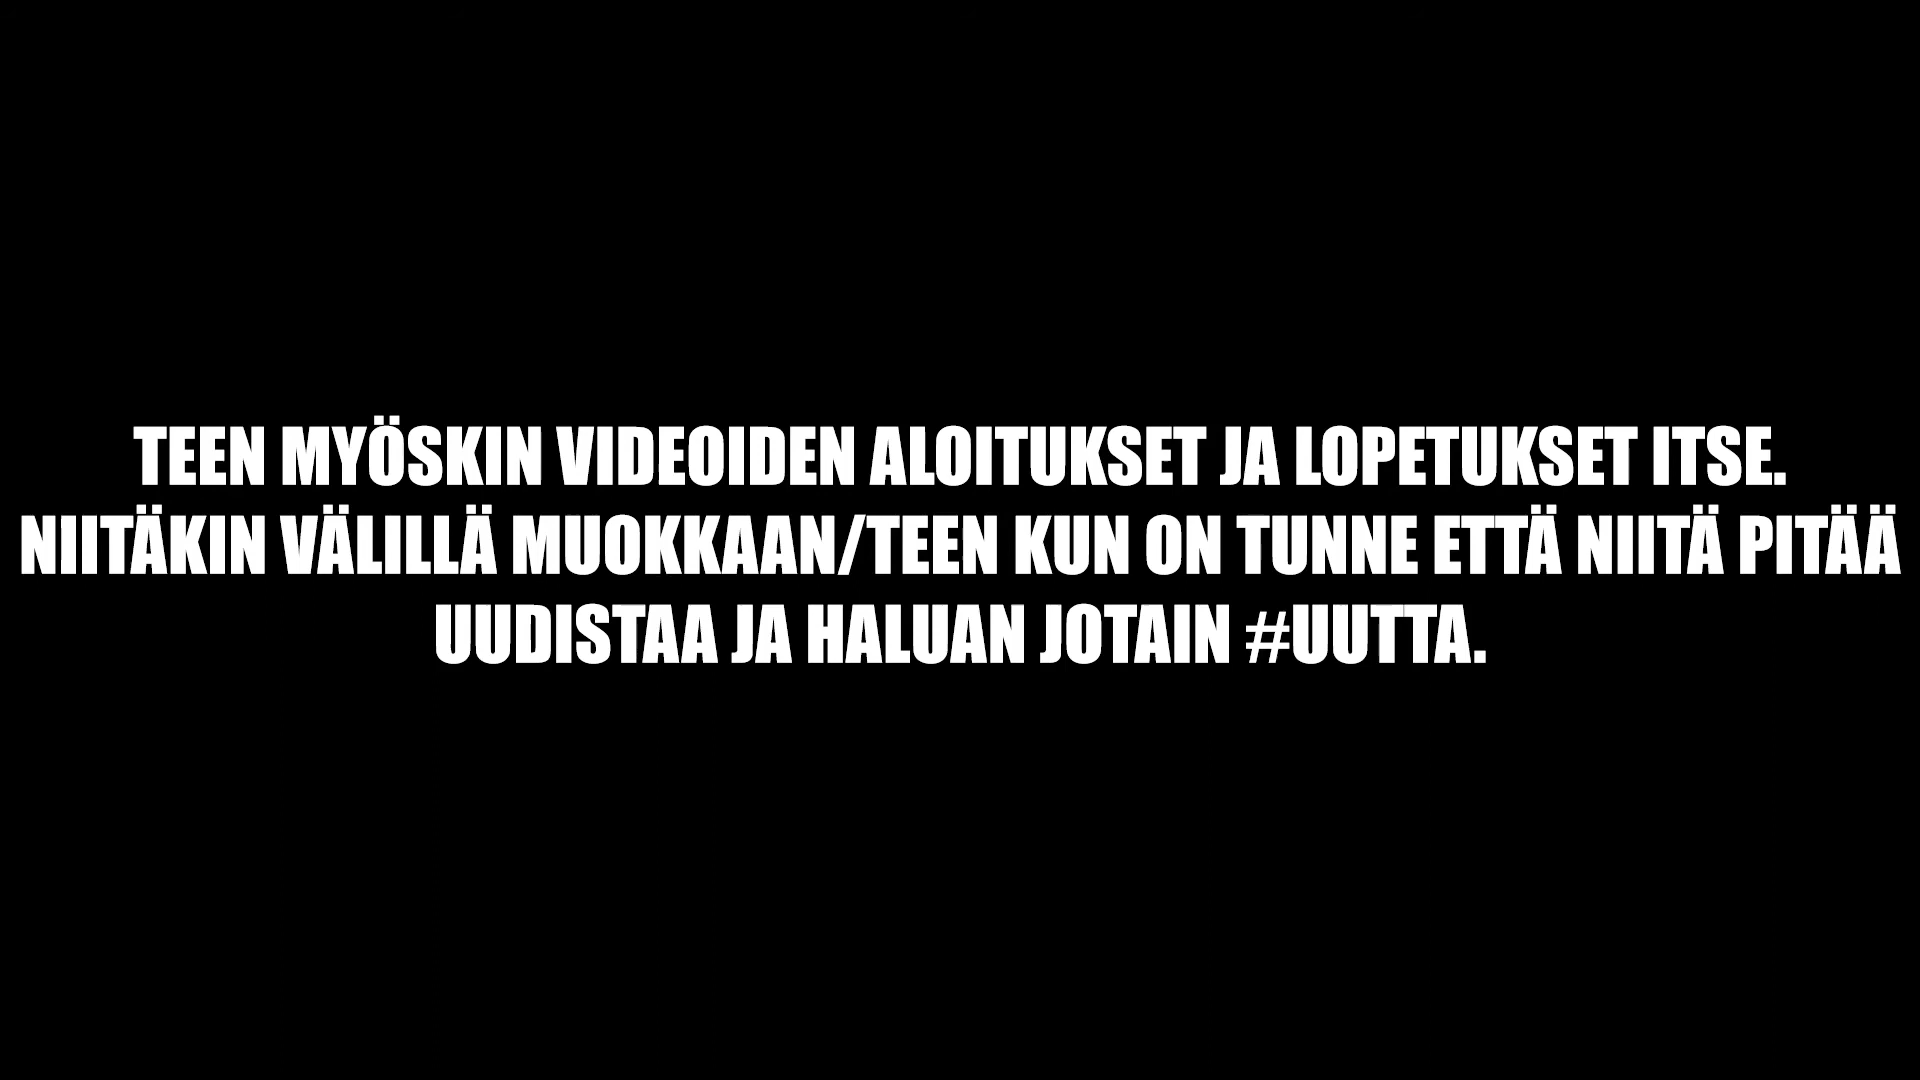 TEEN MYÖSKIN VIDEOIDEN ALOITUKSET JA LOPETUKSET ITSE.
NIITÄKIN VÄLILLÄ MUOKKAAN/TEEN KUN ON TUNNE ETTÄ NIITÄ PITÄÄ
UUDISTAA JA HALUAN JOTAIN #UUTTA.